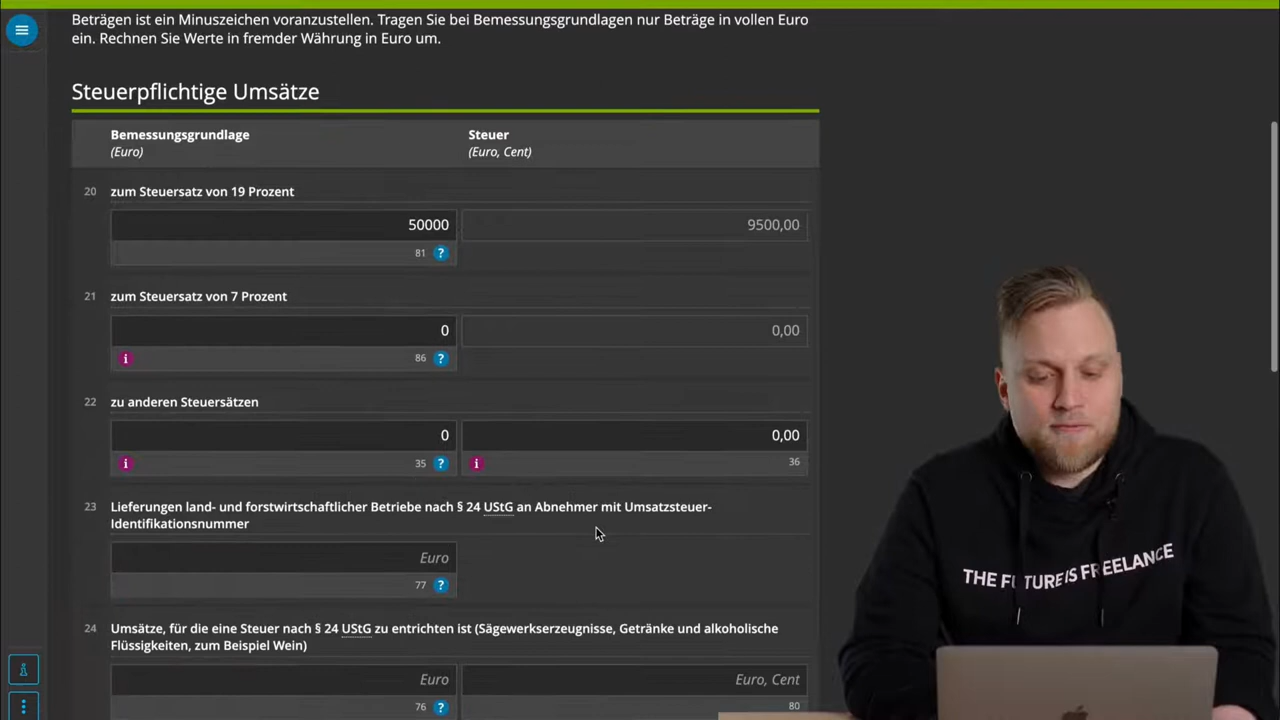 Beträgen ist ein Minuszeichen voranzustellen. Tragen Sie bei Bemessungsgrundlagen nur Beträge in vollen Euro
ein. Rechnen Sie Werte in fremder Währung in Euro um.
Steuerpflichtige Umsätze
Bemessungsgrundlage Steuer
(Euro) (Euro, Cent)
20 zum Steuersatz von 19 Prozent
50000 9500,00
81 ?
21 zum Steuersatz von 7 Prozent
0 0,00
i 86 ?
22 zu anderen Steuersätzen
0 0,00
i 35 ? i 36
23 Lieferungen land- und forstwirtschaftlicher Betriebe nach § 24 UStG an Abnehmer mit Umsatzsteuer-
Identifikationsnummer
Euro
77 ?
24 Umsätze, für die eine Steuer nach § 24 UStG zu entrichten ist (Sägewerkserzeugnisse, Getränke und alkoholische
Flüssigkeiten, zum Beispiel Wein)
Euro Euro, Cent
76 ? 80
i
THE FUTURE IS FREELANCE